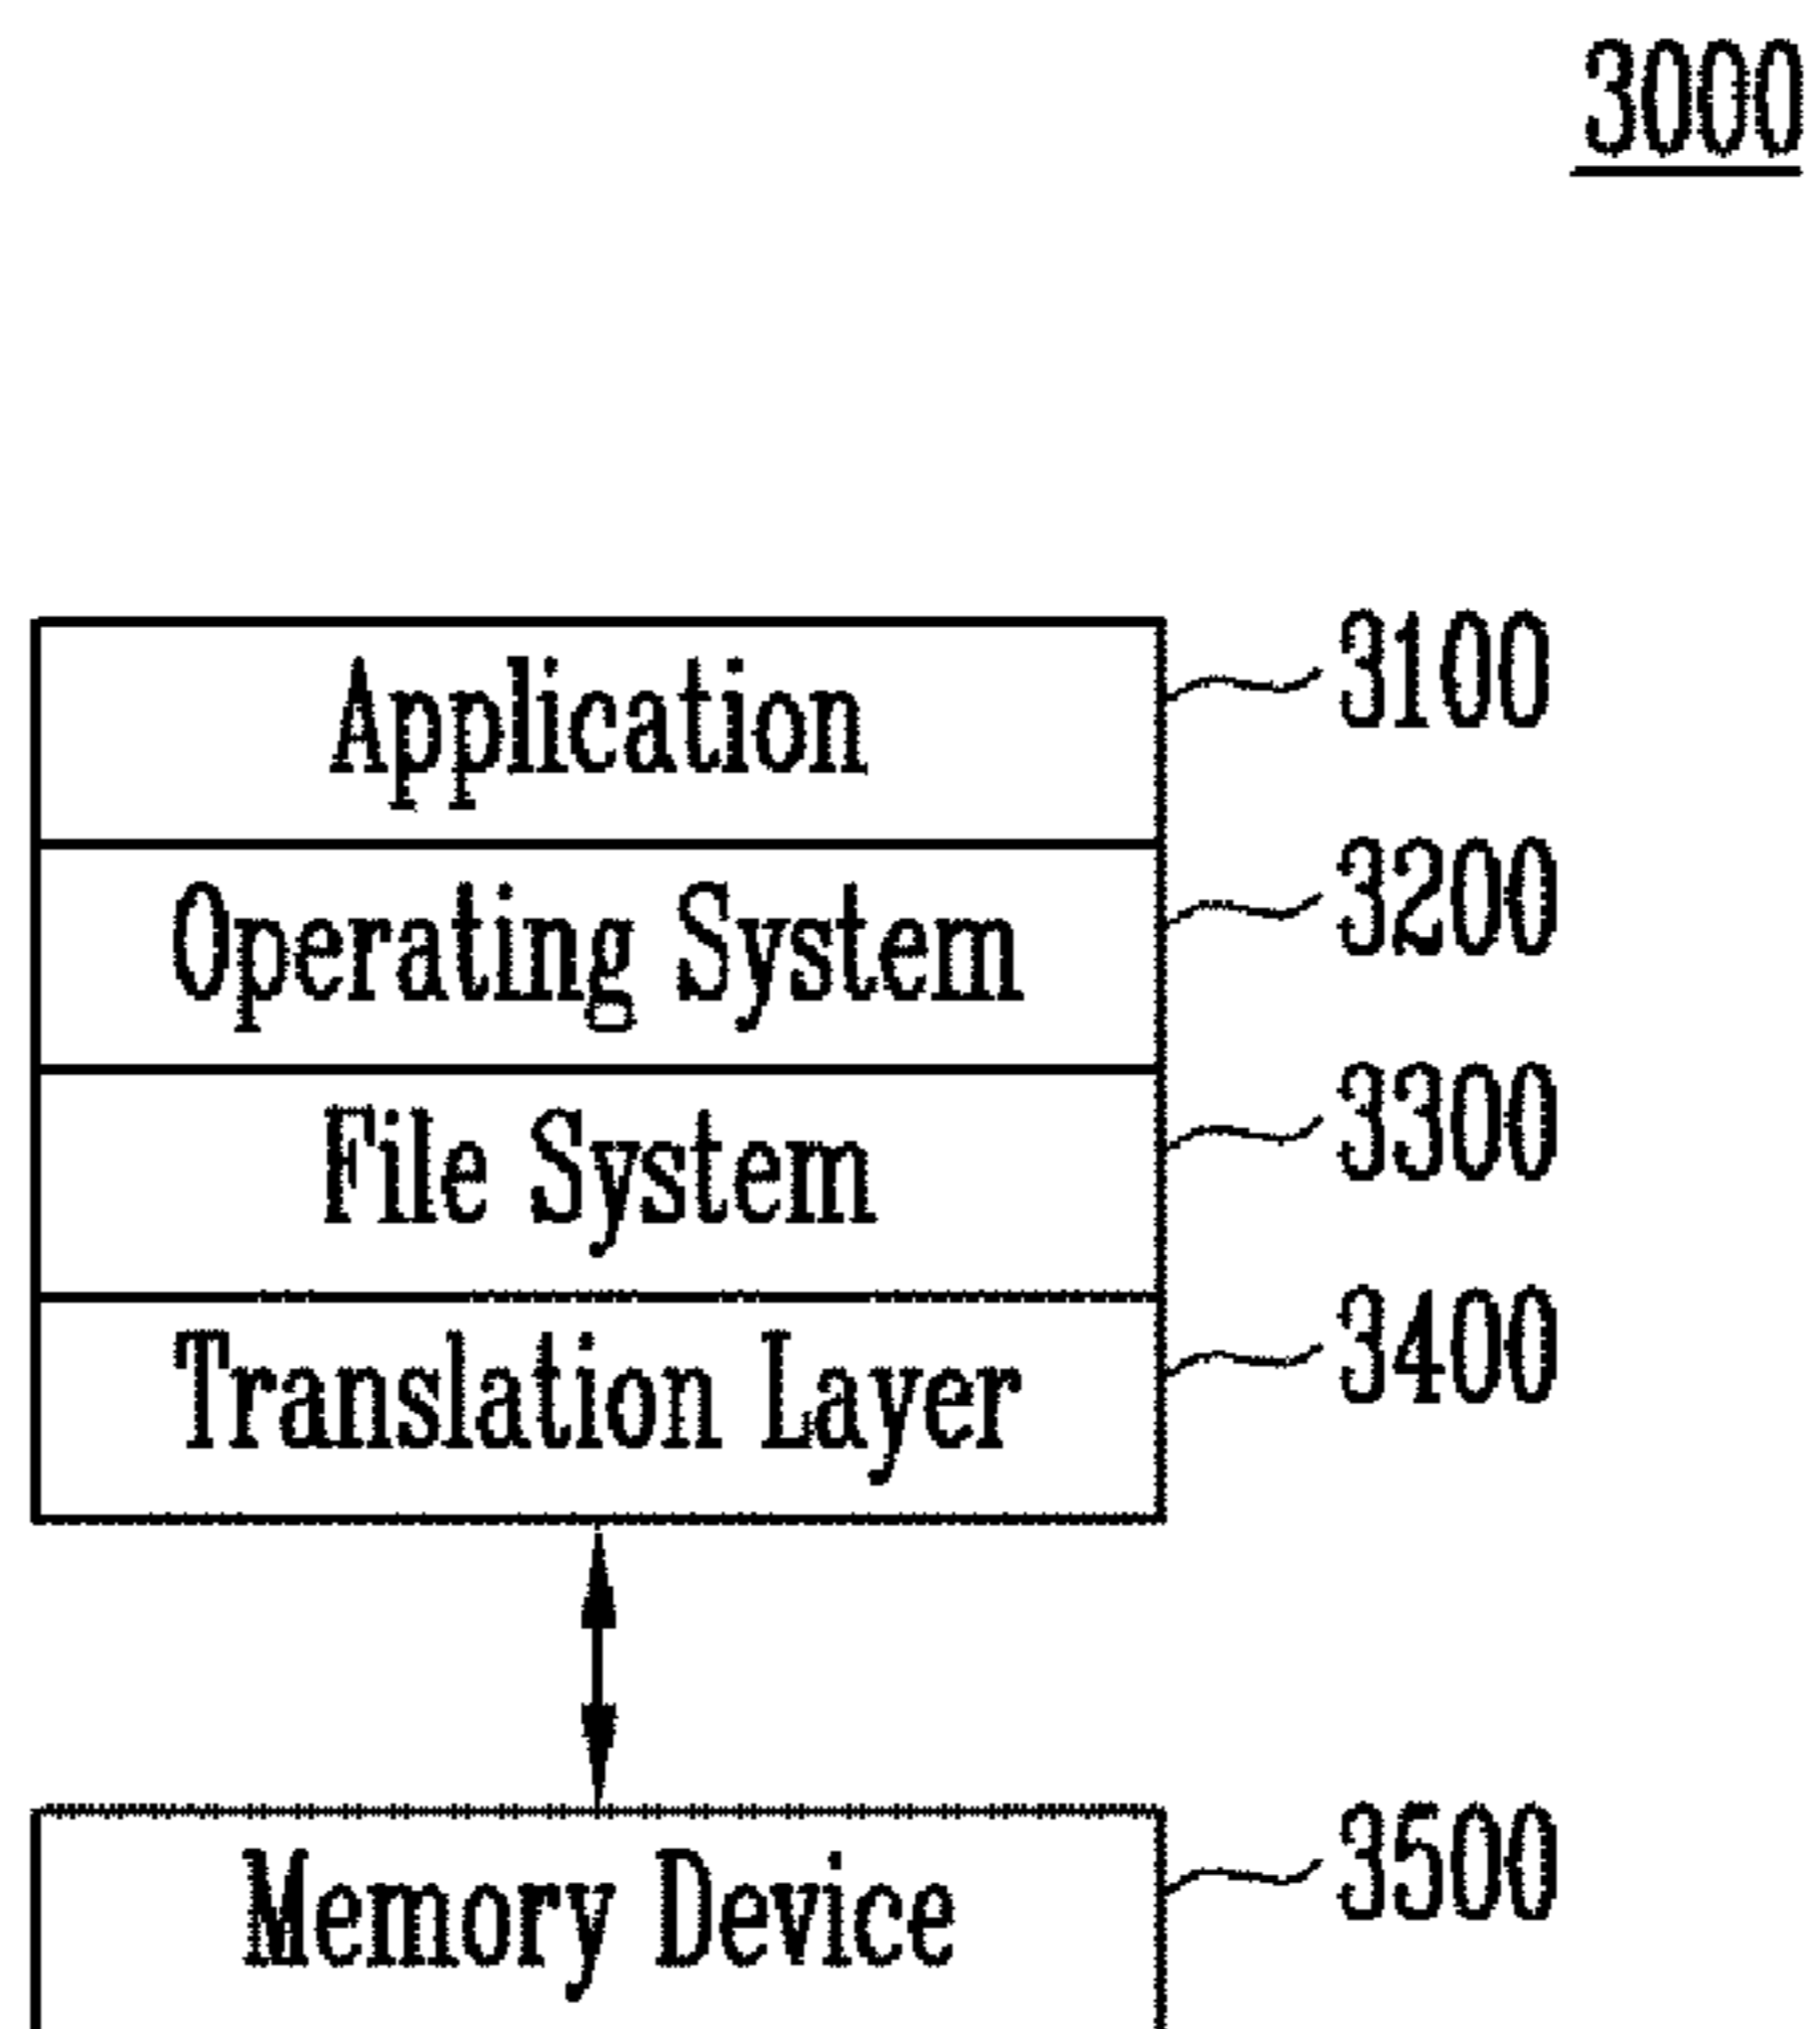 3000
Application 3100
Operating System 3200
File System 3300
Translation Layer 3400
Memory Device 3500